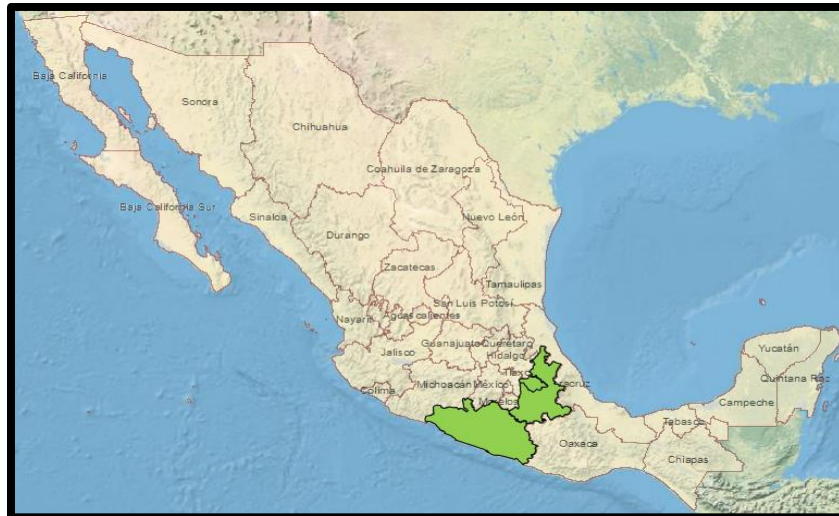 Baja California
Sonora
Chihuahua
Coahuila de Zaragoza
Baja California Sur
Sinaloa
Nuevo León
Durango
Zacatecas
Tamaulipas
San Luis Potosí
Nayarit
Aguascalientes
Guanajuato
Querétaro
Hidalgo
Jalisco
Yucatán
Colima
Michoacán
México
Quintana Roo
Campeche
Morelos
Tabasco
Oaxaca
Chiapas